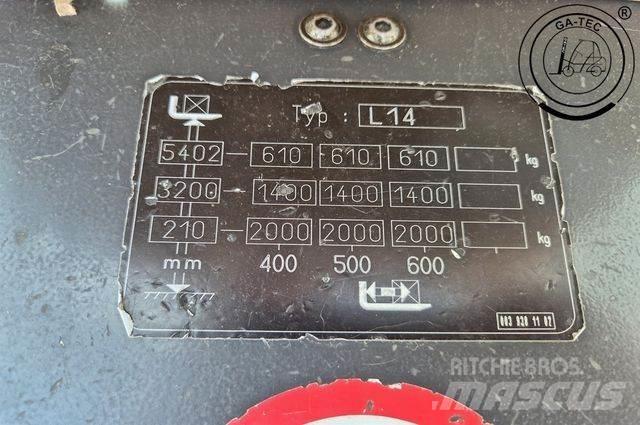 GA-TEC ®
Typ : L14
5402 610 610 610 kg
3200 1400 1400 1400 kg
210 2000 2000 2000 kg
mm 400 500 600
003 030 11 02
RITCHIE BROS.
MASCUS